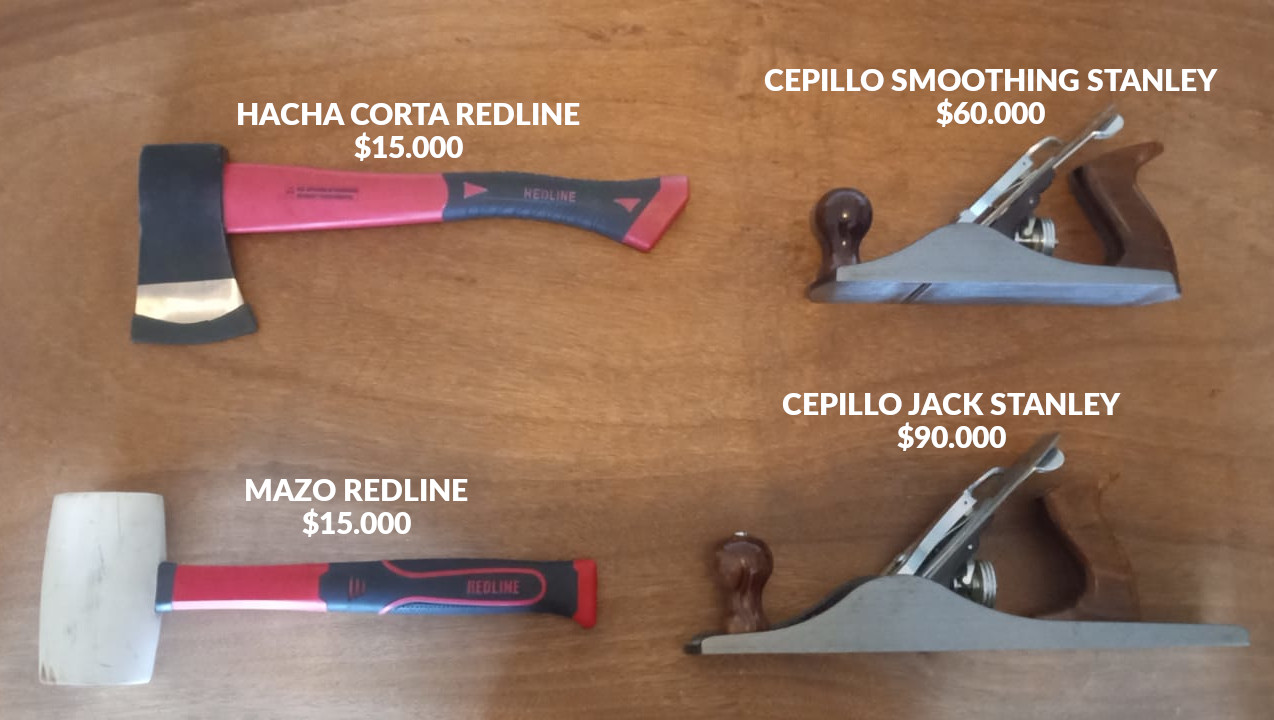 CEPILLO SMOOTHING STANLEY
$60.000
HACHA CORTA REDLINE
$15.000
REDLINE
CEPILLO JACK STANLEY
$90.000
MAZO REDLINE
$15.000
REDLINE